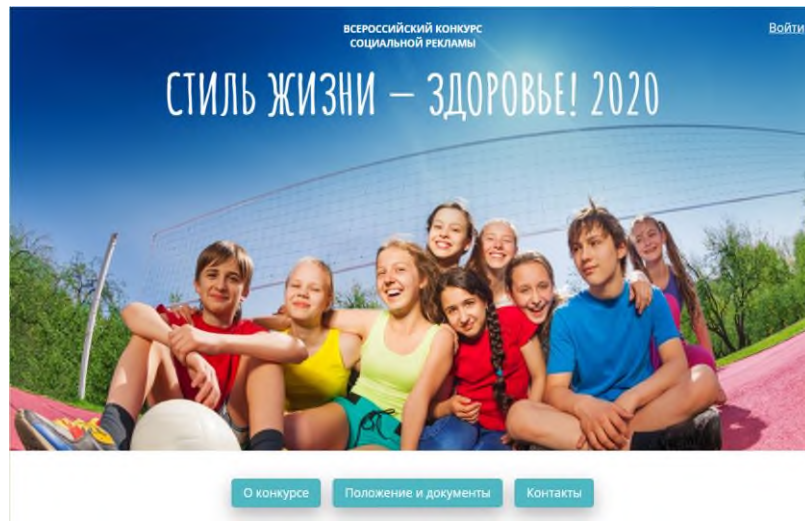 ВСЕРОССИЙСКИЙ КОНКУРС
СОЦИАЛЬНОЙ РЕКЛАМЫ
Войти
СТИЛЬ ЖИЗНИ — ЗДОРОВЬЕ! 2020
О конкурсе
Положение и документы
Контакты